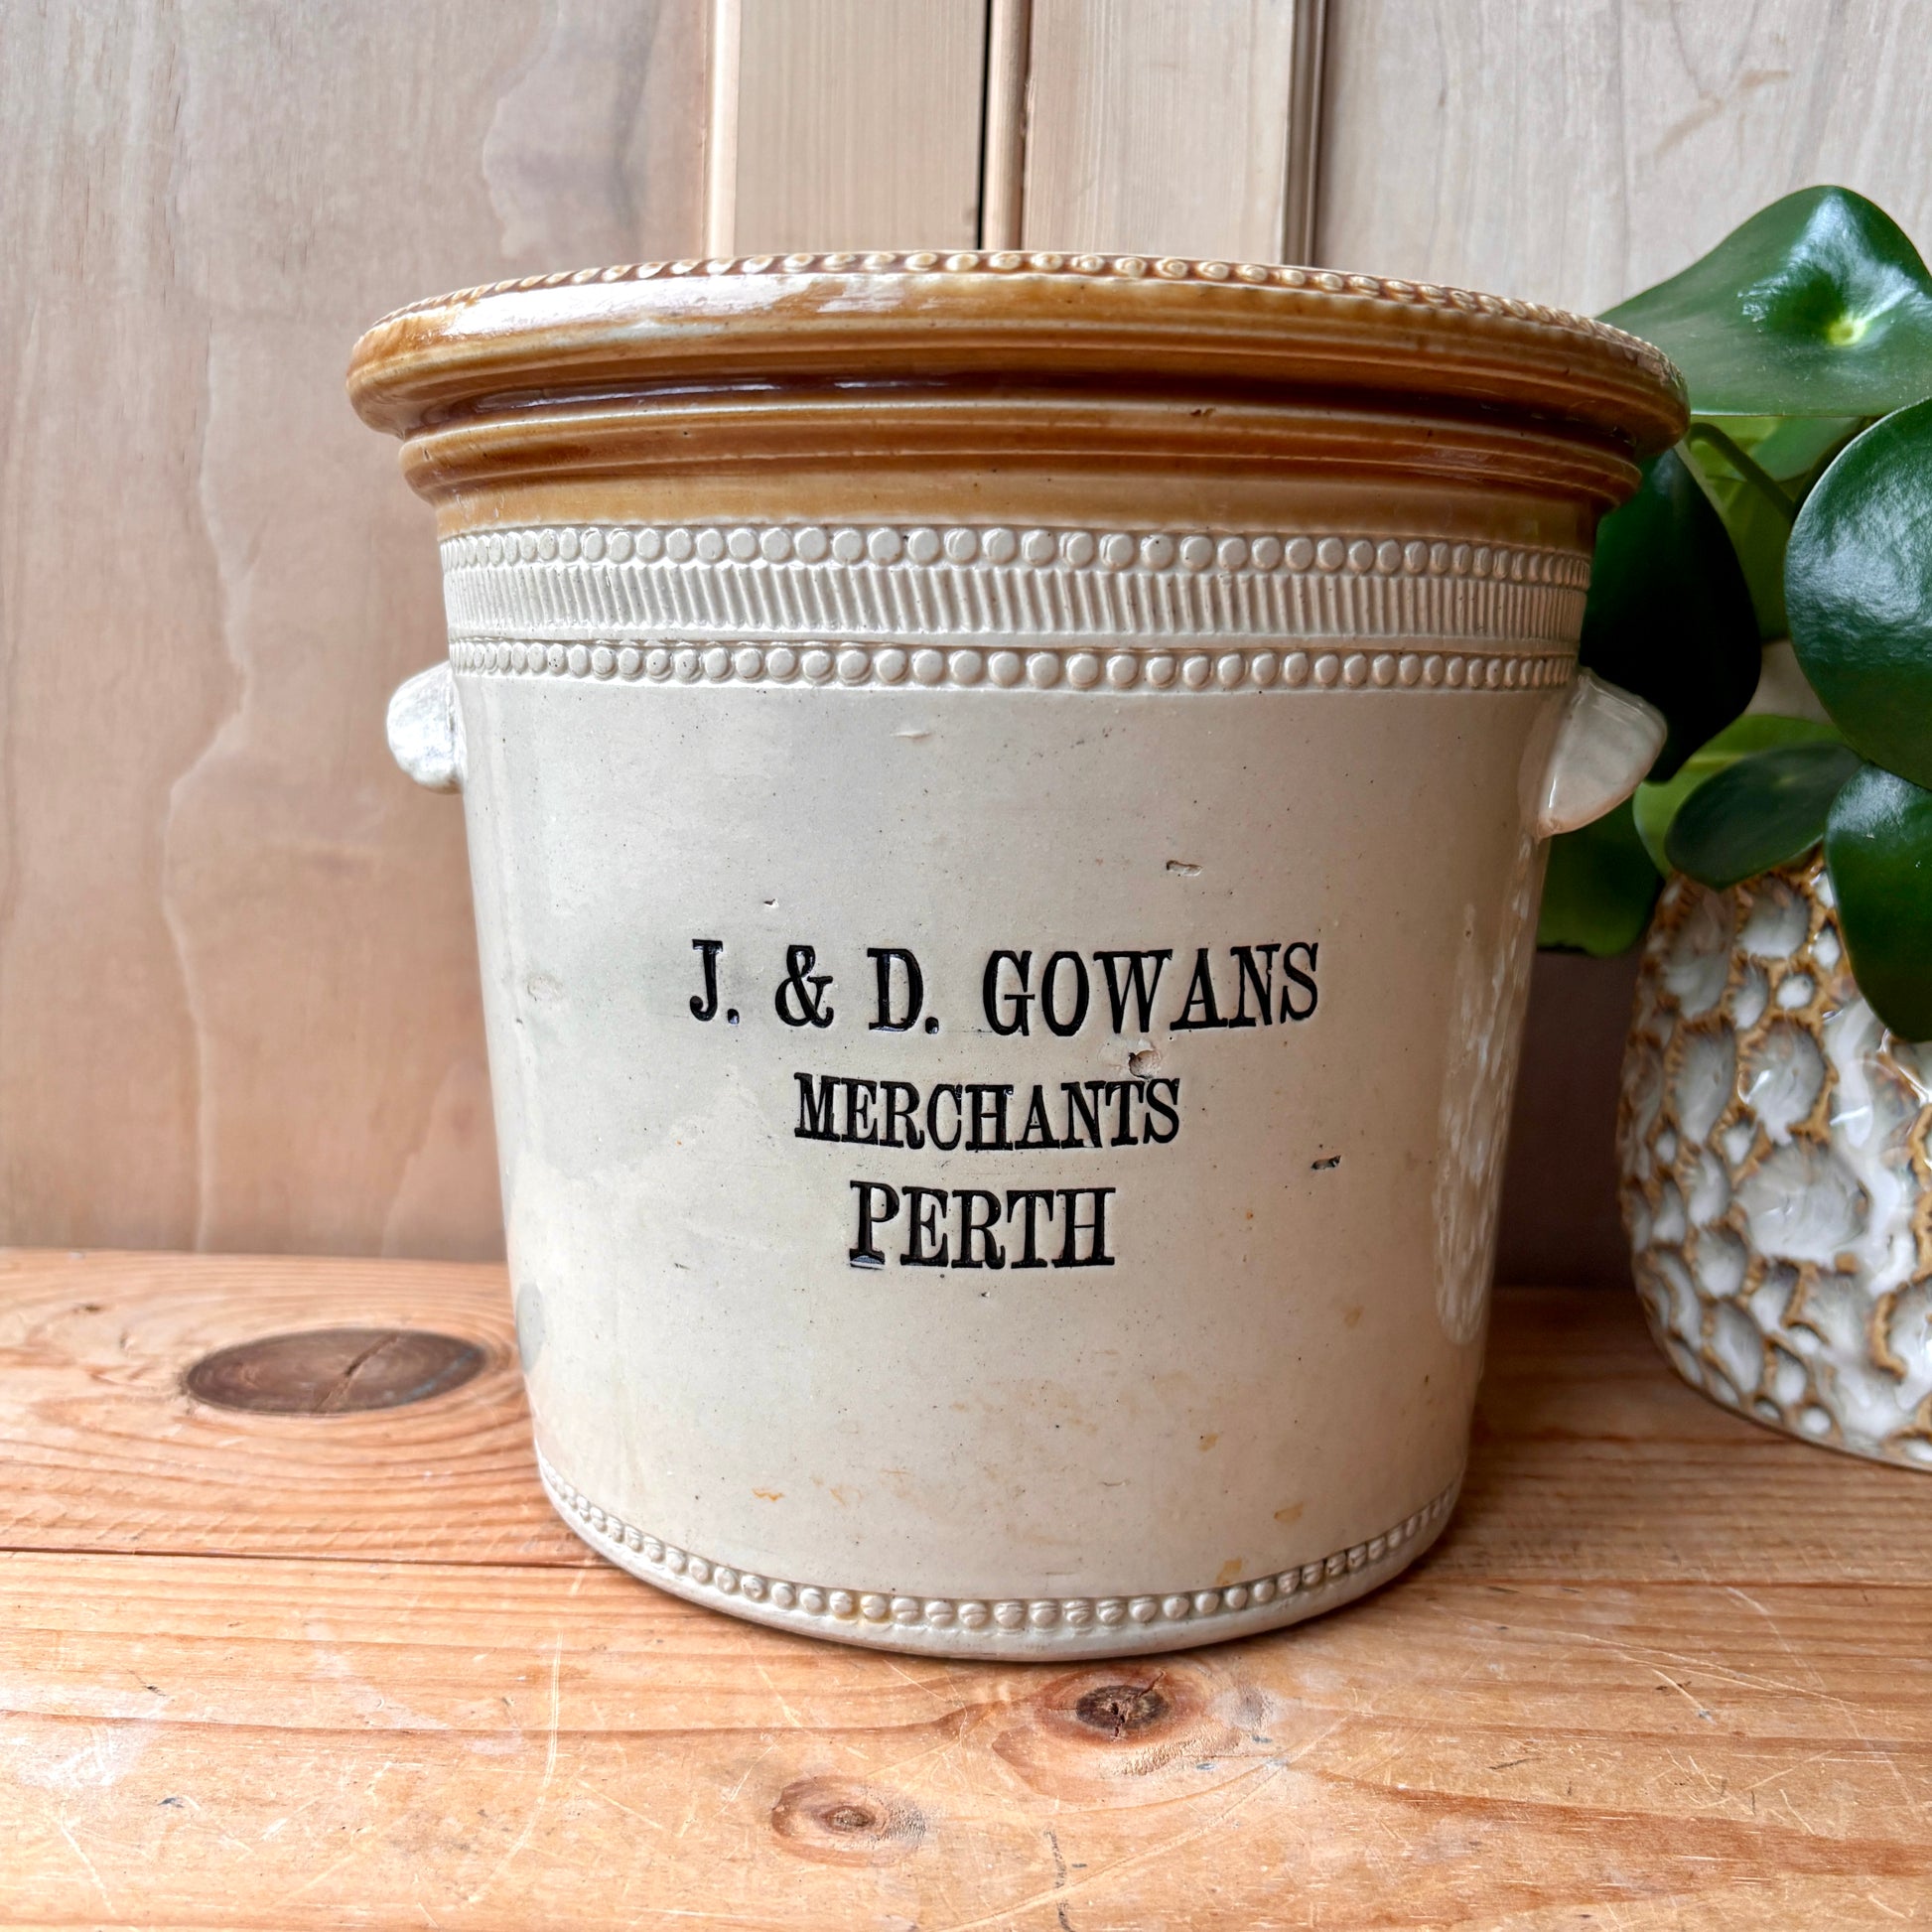 J. & D. GOWANS
MERCHANTS
PERTH